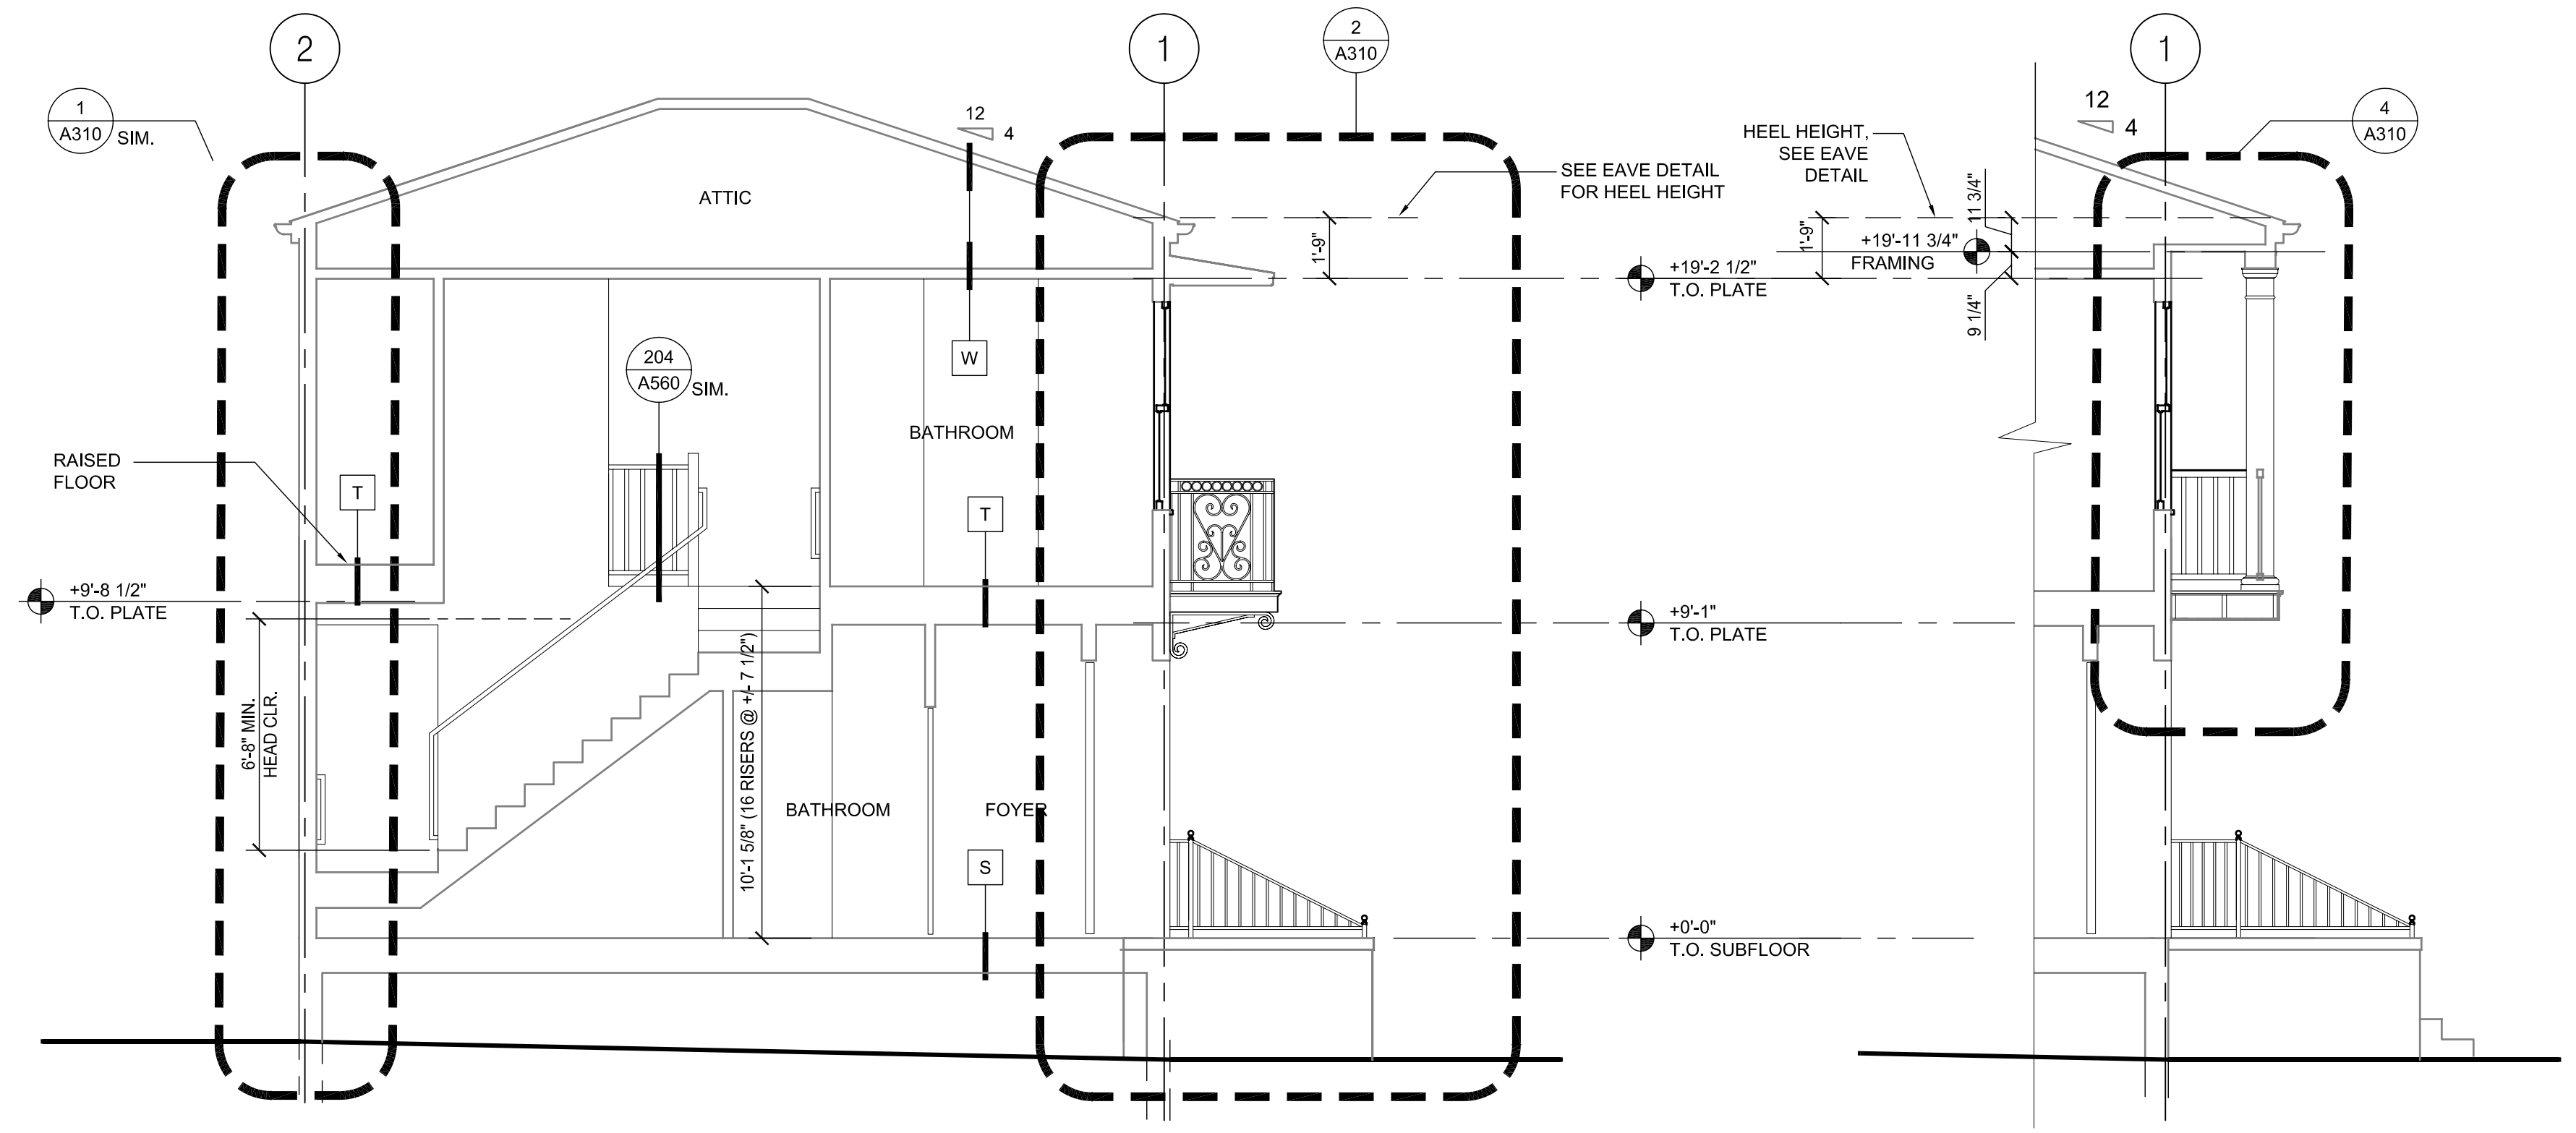 2
1
2
A310
1
1
A310
SIM.
12
4
ATTIC
SEE EAVE DETAIL
FOR HEEL HEIGHT
1'-9"
HEEL HEIGHT,
SEE EAVE
DETAIL
12
4
4
A310
11 3/4"
1'-9"
+19'-11 3/4"
FRAMING
9 1/4"
+19'-2 1/2"
T.O. PLATE
W
204
A560
SIM.
BATHROOM
RAISED
FLOOR
T
T
+9'-8 1/2"
T.O. PLATE
+9'-1"
T.O. PLATE
6'-8" MIN.
HEAD CLR.
10'-1 5/8" (16 RISERS @ +/- 7 1/2")
BATHROOM
FOYER
S
+0'-0"
T.O. SUBFLOOR